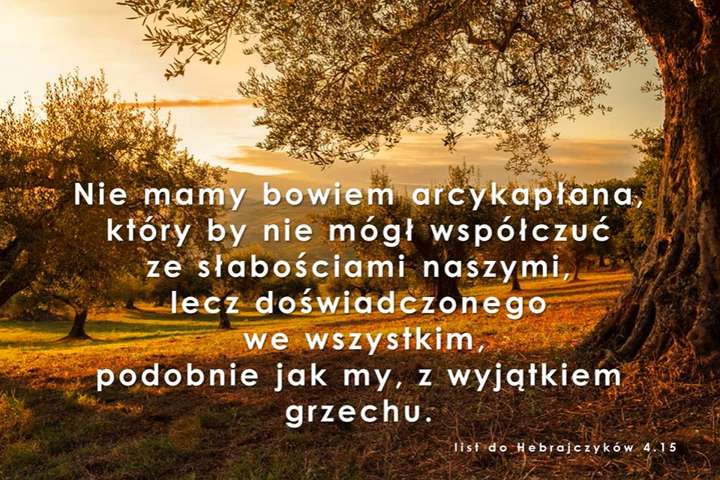 Nie mamy bowiem arcykapłana,
który by nie mógł współczuć
ze słabościami naszymi,
lecz doświadczonego
we wszystkim,
podobnie jak my, z wyjątkiem
grzechu.
list do Hebrajczyków 4.15